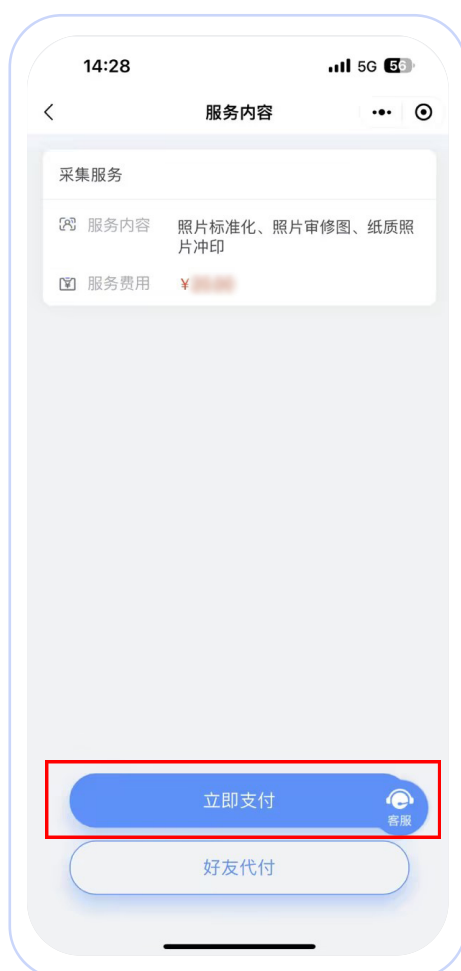 14:28
5G 56
服务内容
采集服务
服务内容
照片标准化、照片审修图、纸质照
片冲印
服务费用
¥
立即支付
客服
好友代付